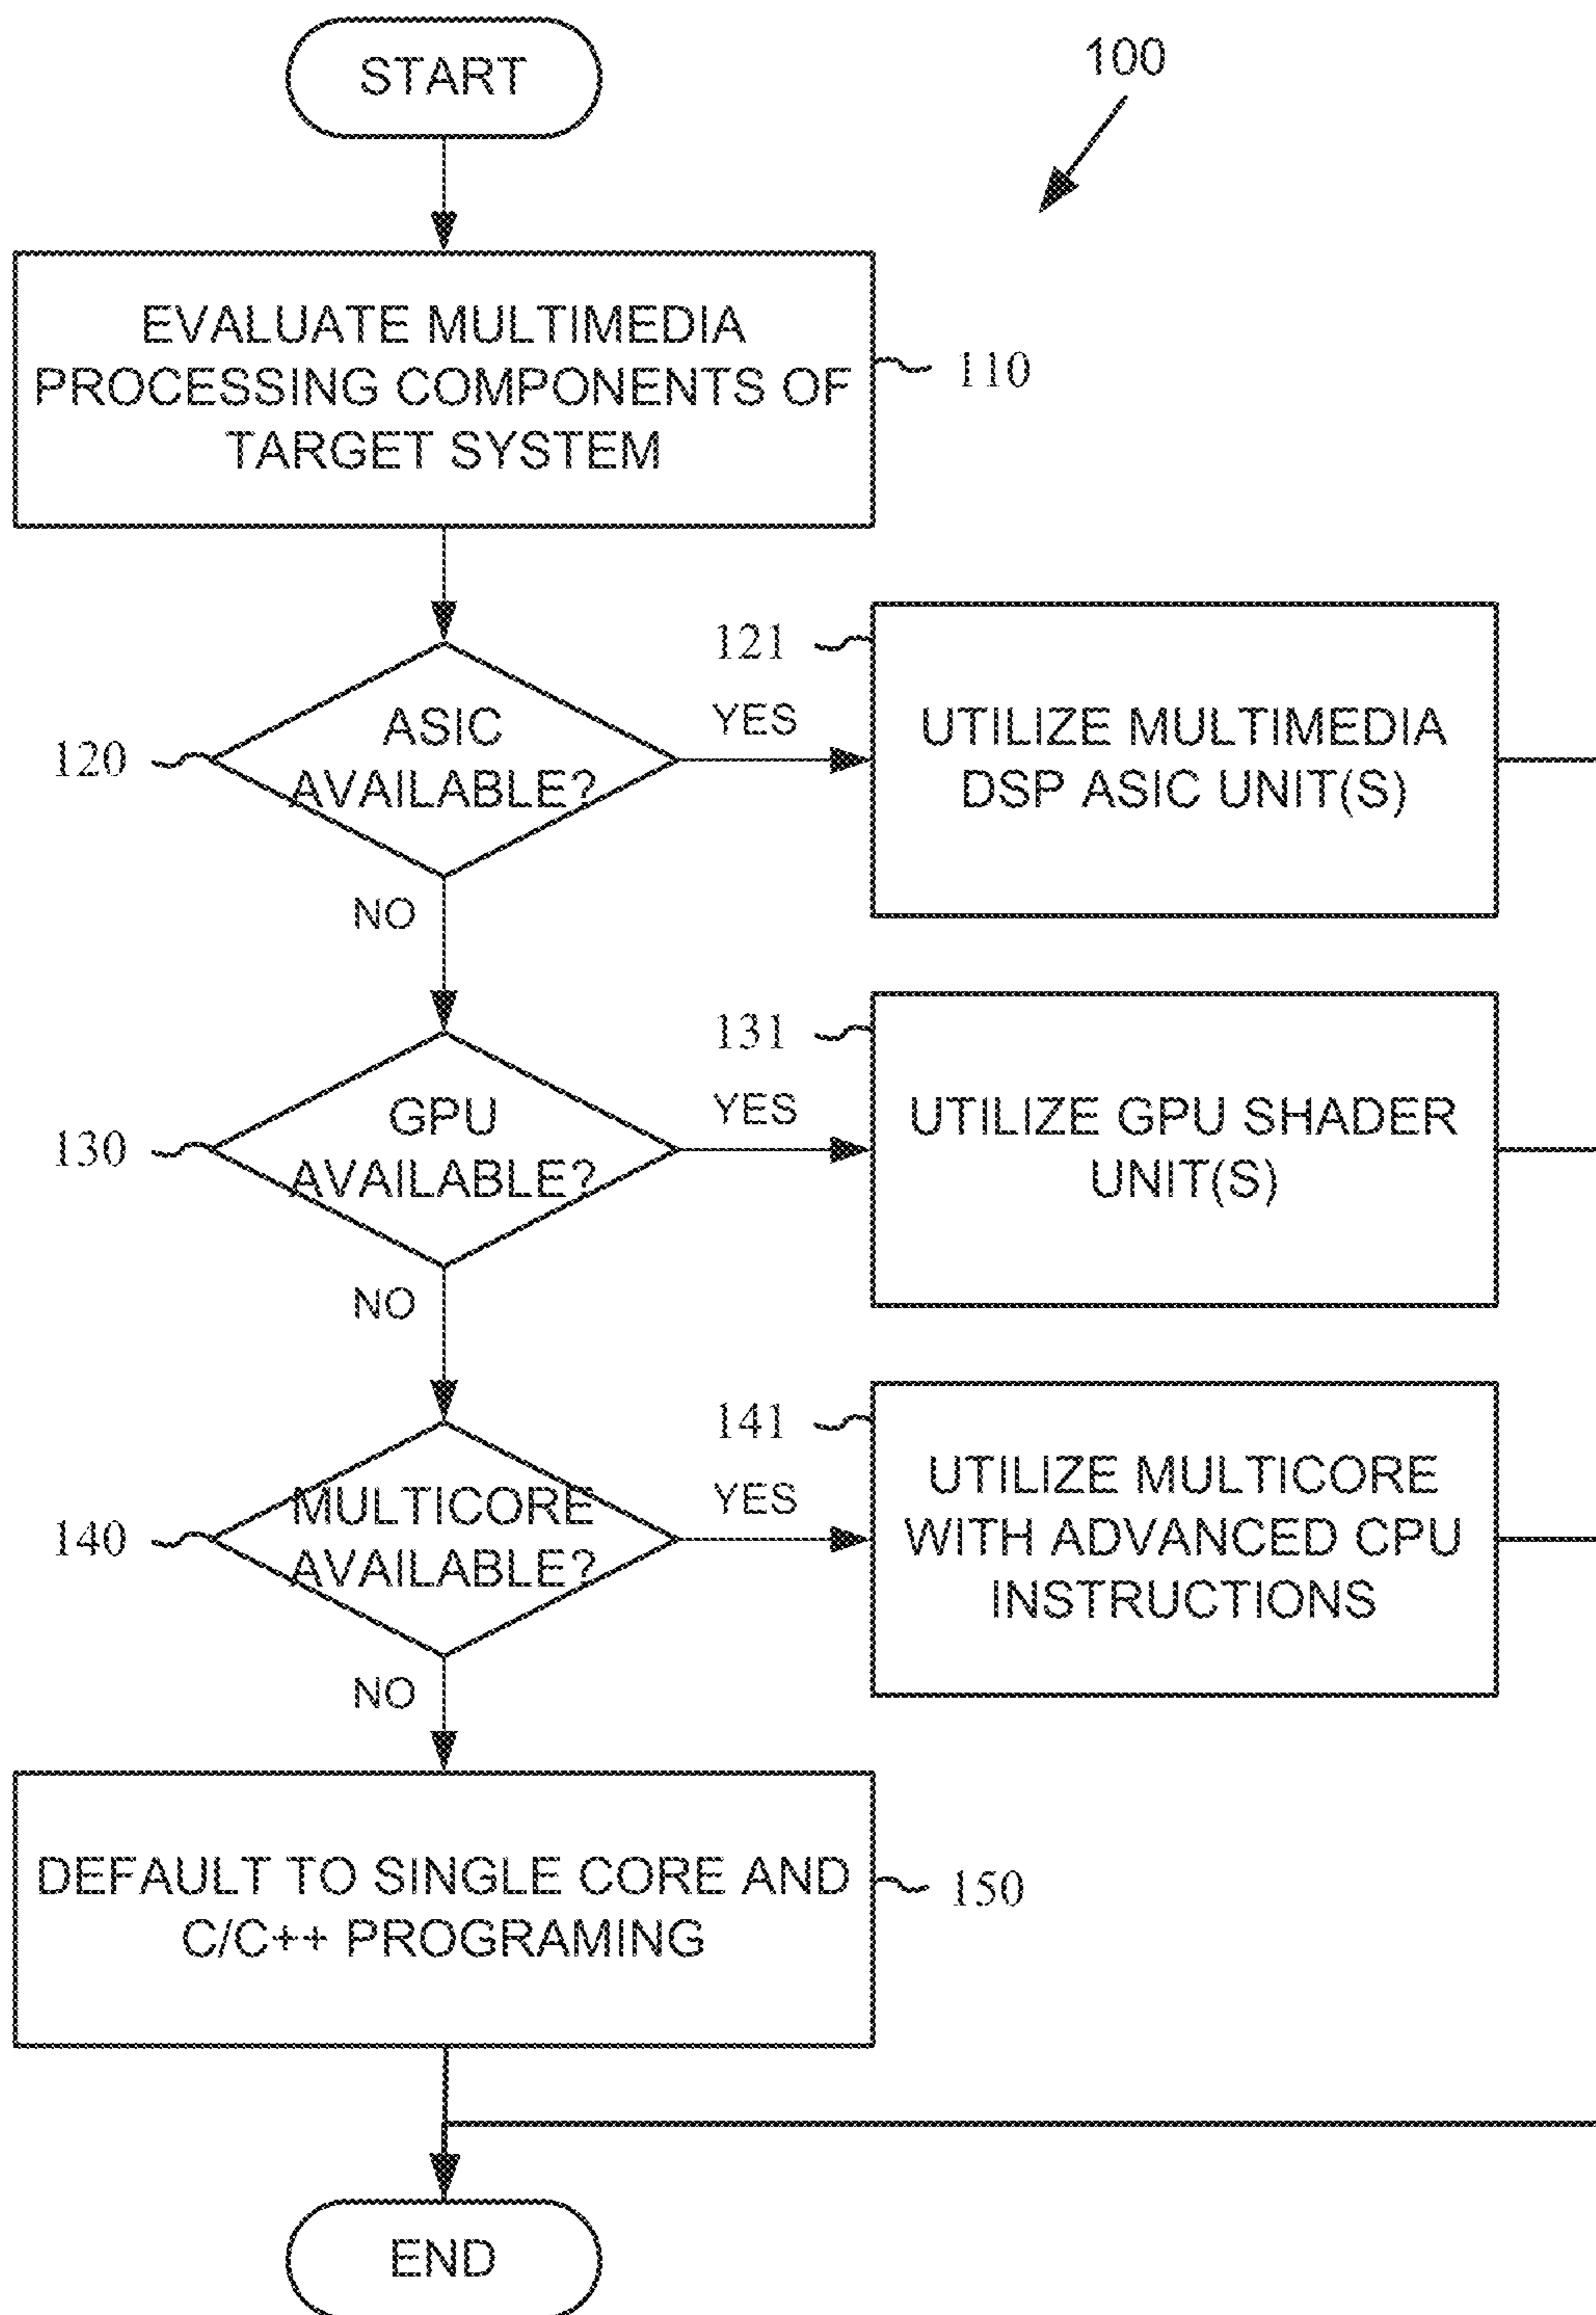 START
100
EVALUATE MULTIMEDIA
PROCESSING COMPONENTS OF
TARGET SYSTEM
110
120
ASIC
AVAILABLE?
YES
121
UTILIZE MULTIMEDIA
DSP ASIC UNIT(S)
NO
130
GPU
AVAILABLE?
YES
131
UTILIZE GPU SHADER
UNIT(S)
NO
140
MULTICORE
AVAILABLE?
YES
141
UTILIZE MULTICORE
WITH ADVANCED CPU
INSTRUCTIONS
NO
DEFAULT TO SINGLE CORE AND
C/C++ PROGRAMING
150
END